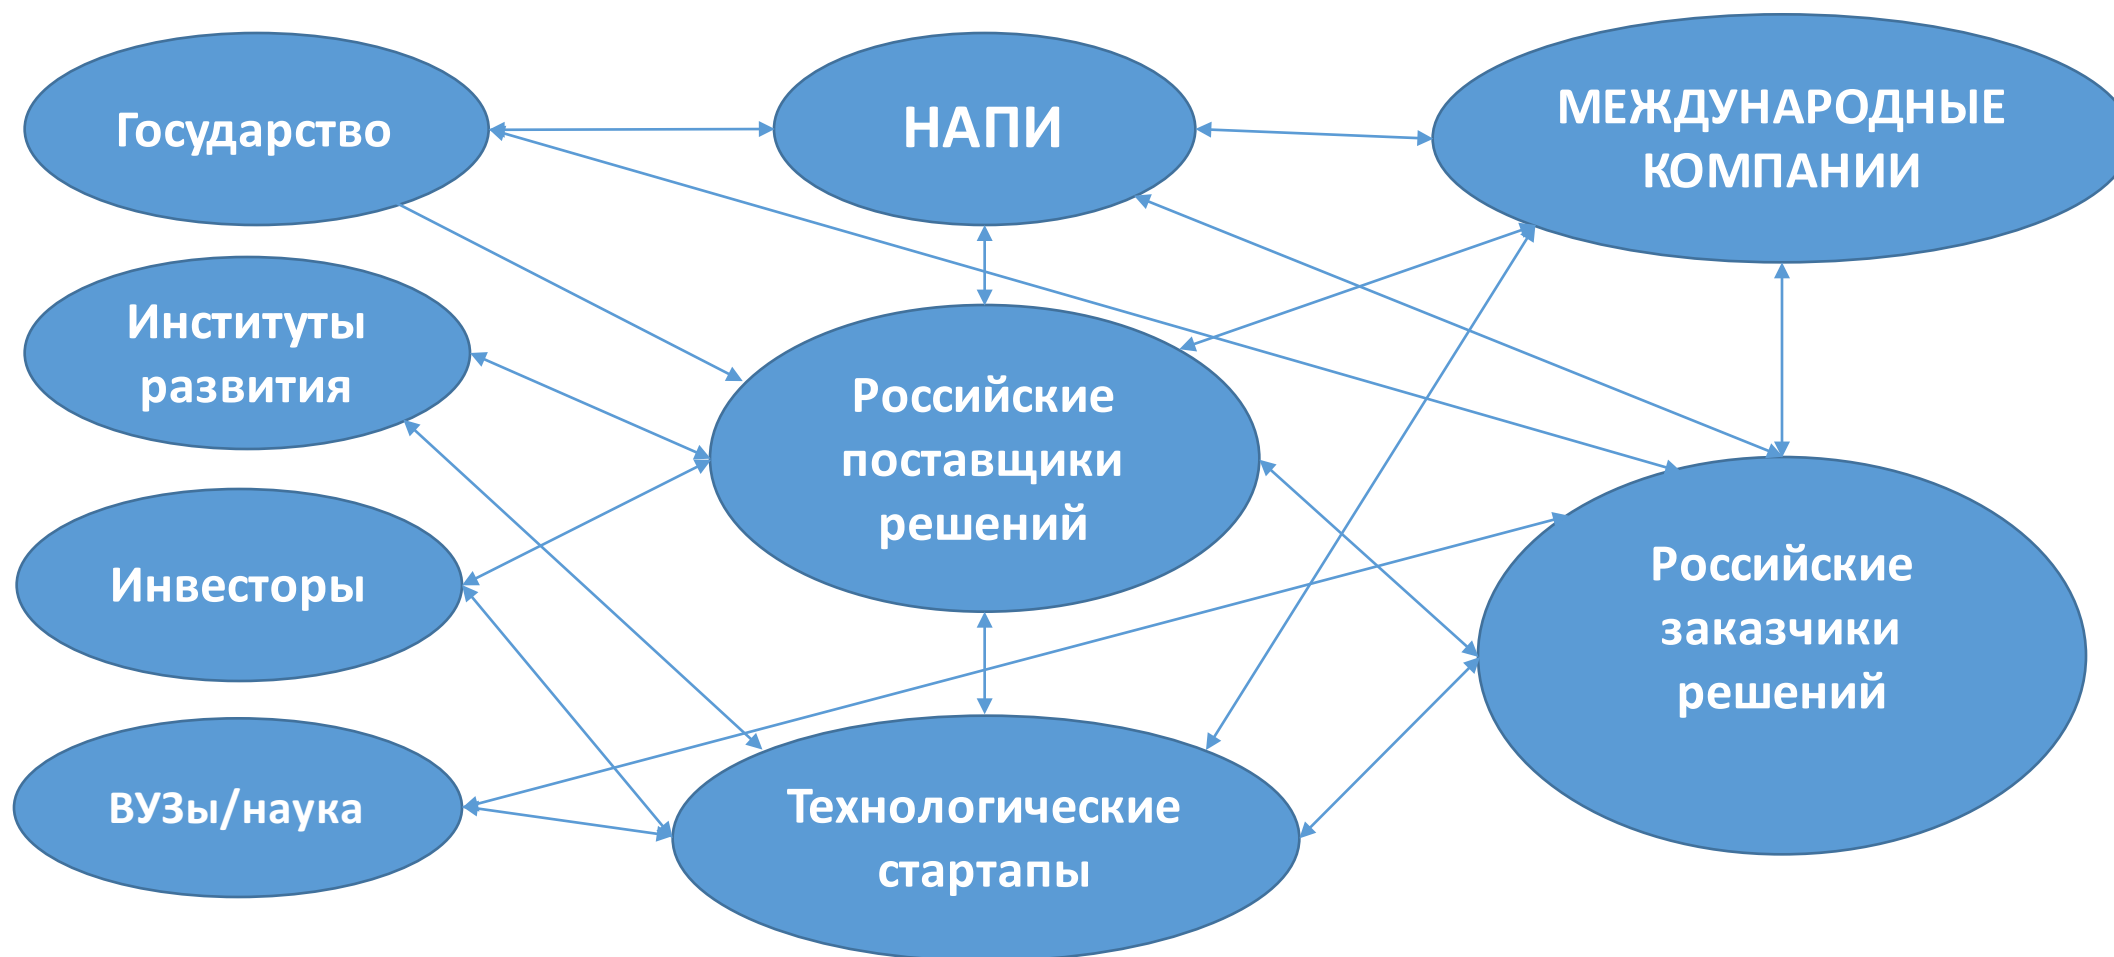 Государство
НАПИ
МЕЖДУНАРОДНЫЕ
КОМПАНИИ
Институты
развития
Российские
поставщики
решений
Инвесторы
Российские
заказчики
решений
ВУЗы/наука
Технологические
стартапы